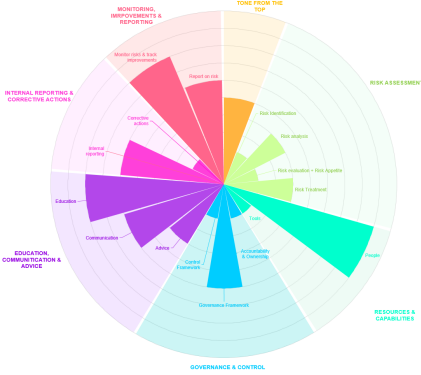 MONITORING,
IMRPOVEMENTS &
REPORTING
TONE FROM THE
TOP
Monitor risks & track
improvements
Report on risk
RISK ASSESSMENT
INTERNAL REPORTING &
CORRECTIVE ACTIONS
Corrective
actions
Risk Identification
Risk analysis
Internal
reporting
Risk evaluation + Risk Appetite
Risk Treatment
Education
Tools
Communication
Advice
Accountability
& Ownership
People
EDUCATION,
COMMUNITICATION &
ADVICE
Control
Framework
Governance Framework
RESOURCES &
CAPABILITIES
GOVERNANCE & CONTROL